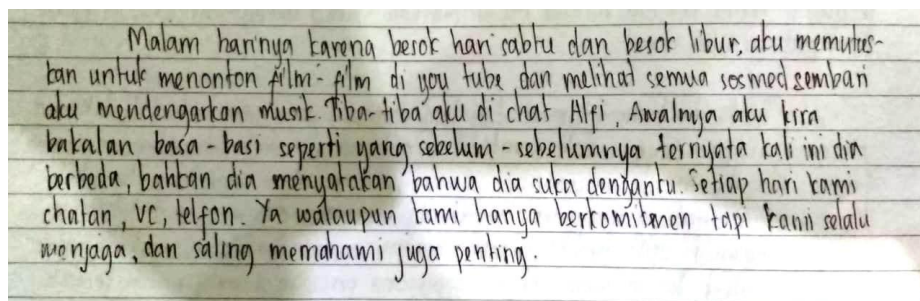 Malam harinya karena besok hari sabtu dan besok libur, aku memutus-
kan untuk menonton film-film di you tube dan melihat semua sosmed sembari
aku mendengarkan musik. Tiba-tiba aku di chat Alfi, Awalnya aku kira
bakalan basa-basi seperti yang sebelum-sebelumnya ternyata kali ini dia
berbeda, bahkan dia menyatakan bahwa dia suka denganku. Setiap hari kami
chatan, VC, telfon. Ya walaupun kami hanya berkomitmen tapi kami selalu
menjaga, dan saling memahami juga penting.